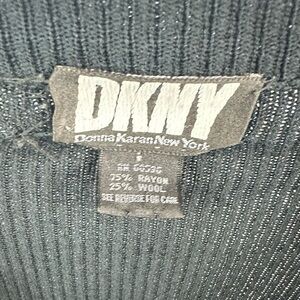 DKNY
Donna Karan New York
75% RAYON
25% WOOL
SEE REVERSE FOR CARE